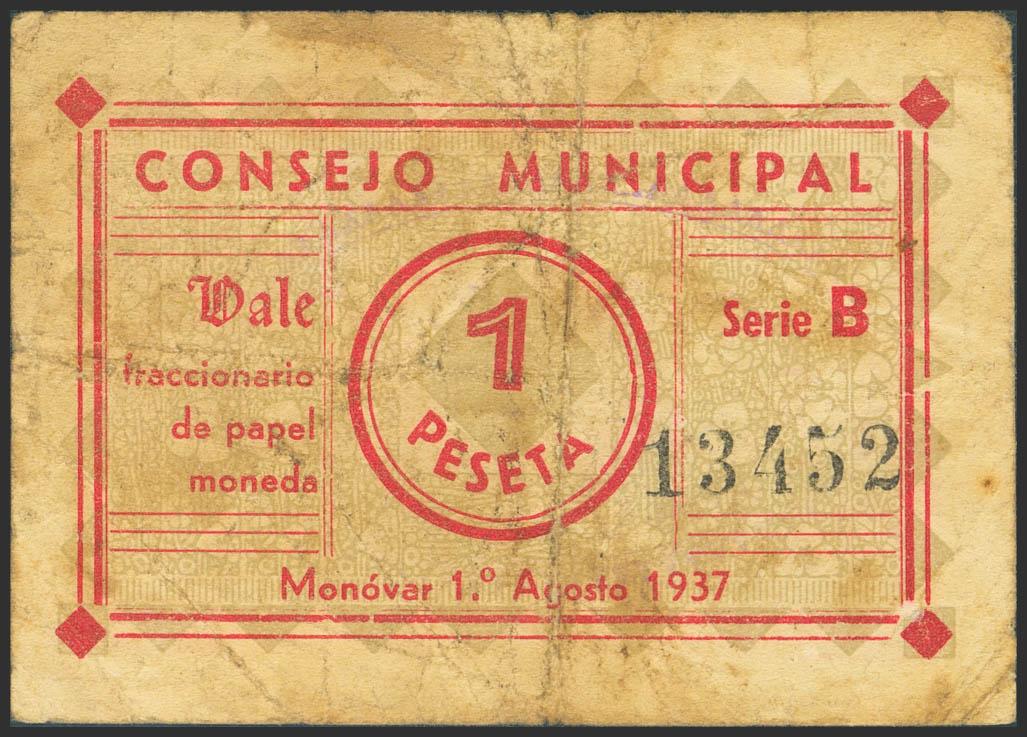 CONSEJO MUNICIPAL
Vale
fraccionario
de papel
moneda
1
PESETA
Serie B
13452
Monóvar 1.º Agosto 1937